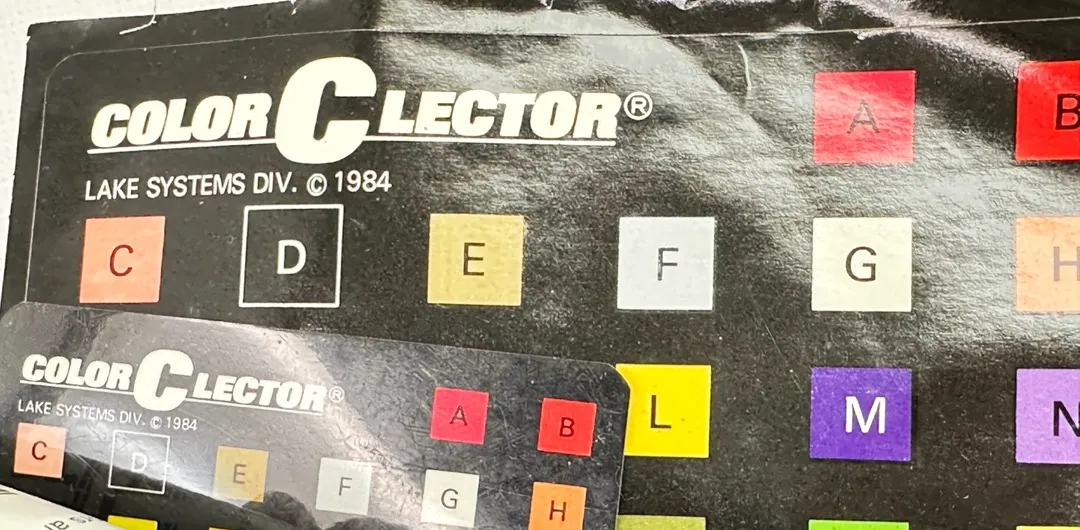 COLOR C LECTOR®
LAKE SYSTEMS DIV. © 1984
A B
C D E F G H
L M N
COLOR C LECTOR®
LAKE SYSTEMS DIV. © 1984
A B
C D E F G H